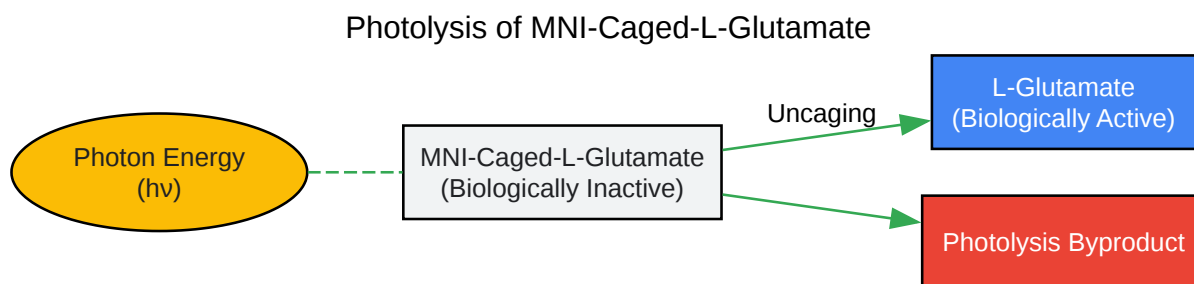 Photolysis of MNI-Caged-L-Glutamate
Photon Energy
(hν)
MNI-Caged-L-Glutamate
(Biologically Inactive)
Uncaging
L-Glutamate
(Biologically Active)
Photolysis Byproduct